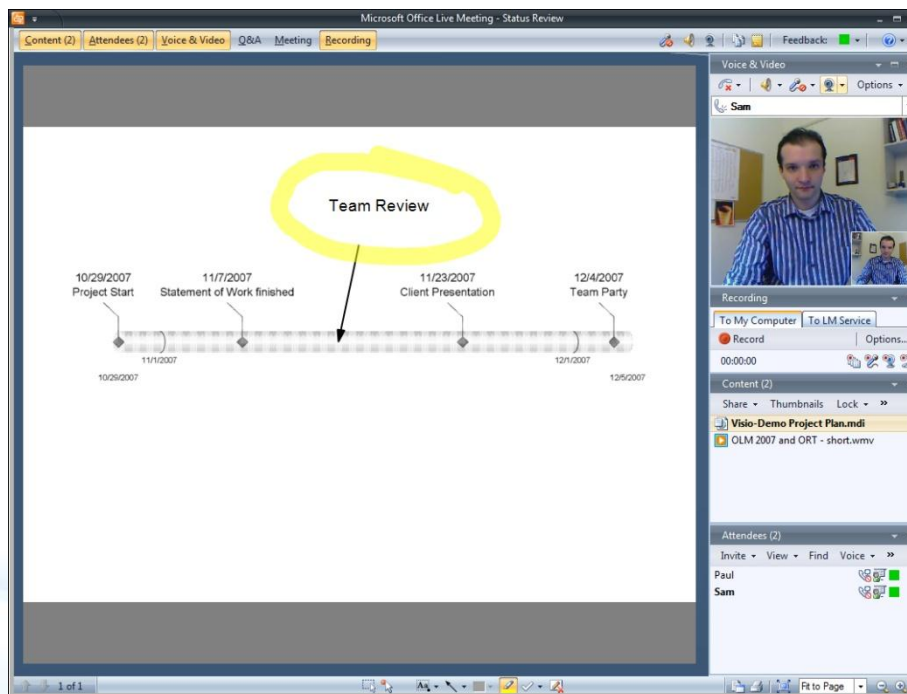 Microsoft Office Live Meeting - Status Review
Content (2) Attendees (2) Voice & Video Q&A Meeting Recording Feedback:
Voice & Video
Options
Sam
Team Review
10/29/2007
Project Start
11/7/2007
Statement of Work finished
11/23/2007
Client Presentation
12/4/2007
Team Party
11/1/2007
12/1/2007
10/29/2007
12/5/2007
Recording
To My Computer To LM Service
Record Options...
00:00:00
Content (2)
Share Thumbnails Lock »
Visio-Demo Project Plan.mdi
OLM 2007 and ORT - short.wmv
Attendees (2)
Invite View Find Voice »
Paul
Sam
1 of 1 Aa Fit to Page